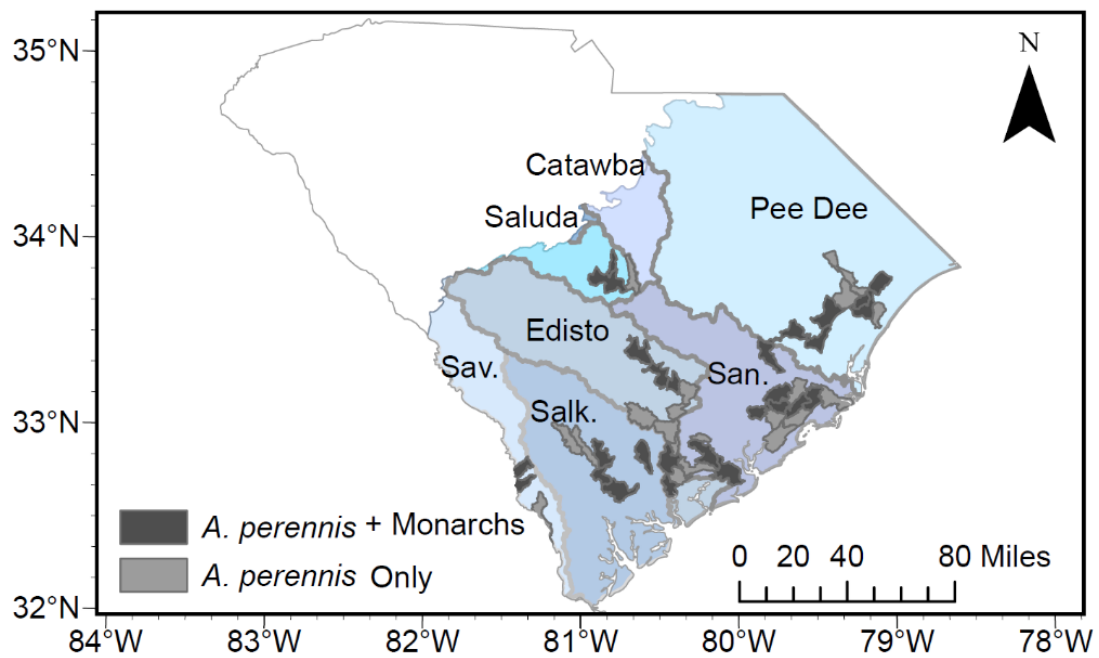 35°N
34°N
33°N
32°N
N
Catawba
Pee Dee
Saluda
Edisto
Sav.
San.
Salk.
A. perennis + Monarchs
A. perennis Only
0 20 40 80 Miles
84°W 83°W 82°W 81°W 80°W 79°W 78°W